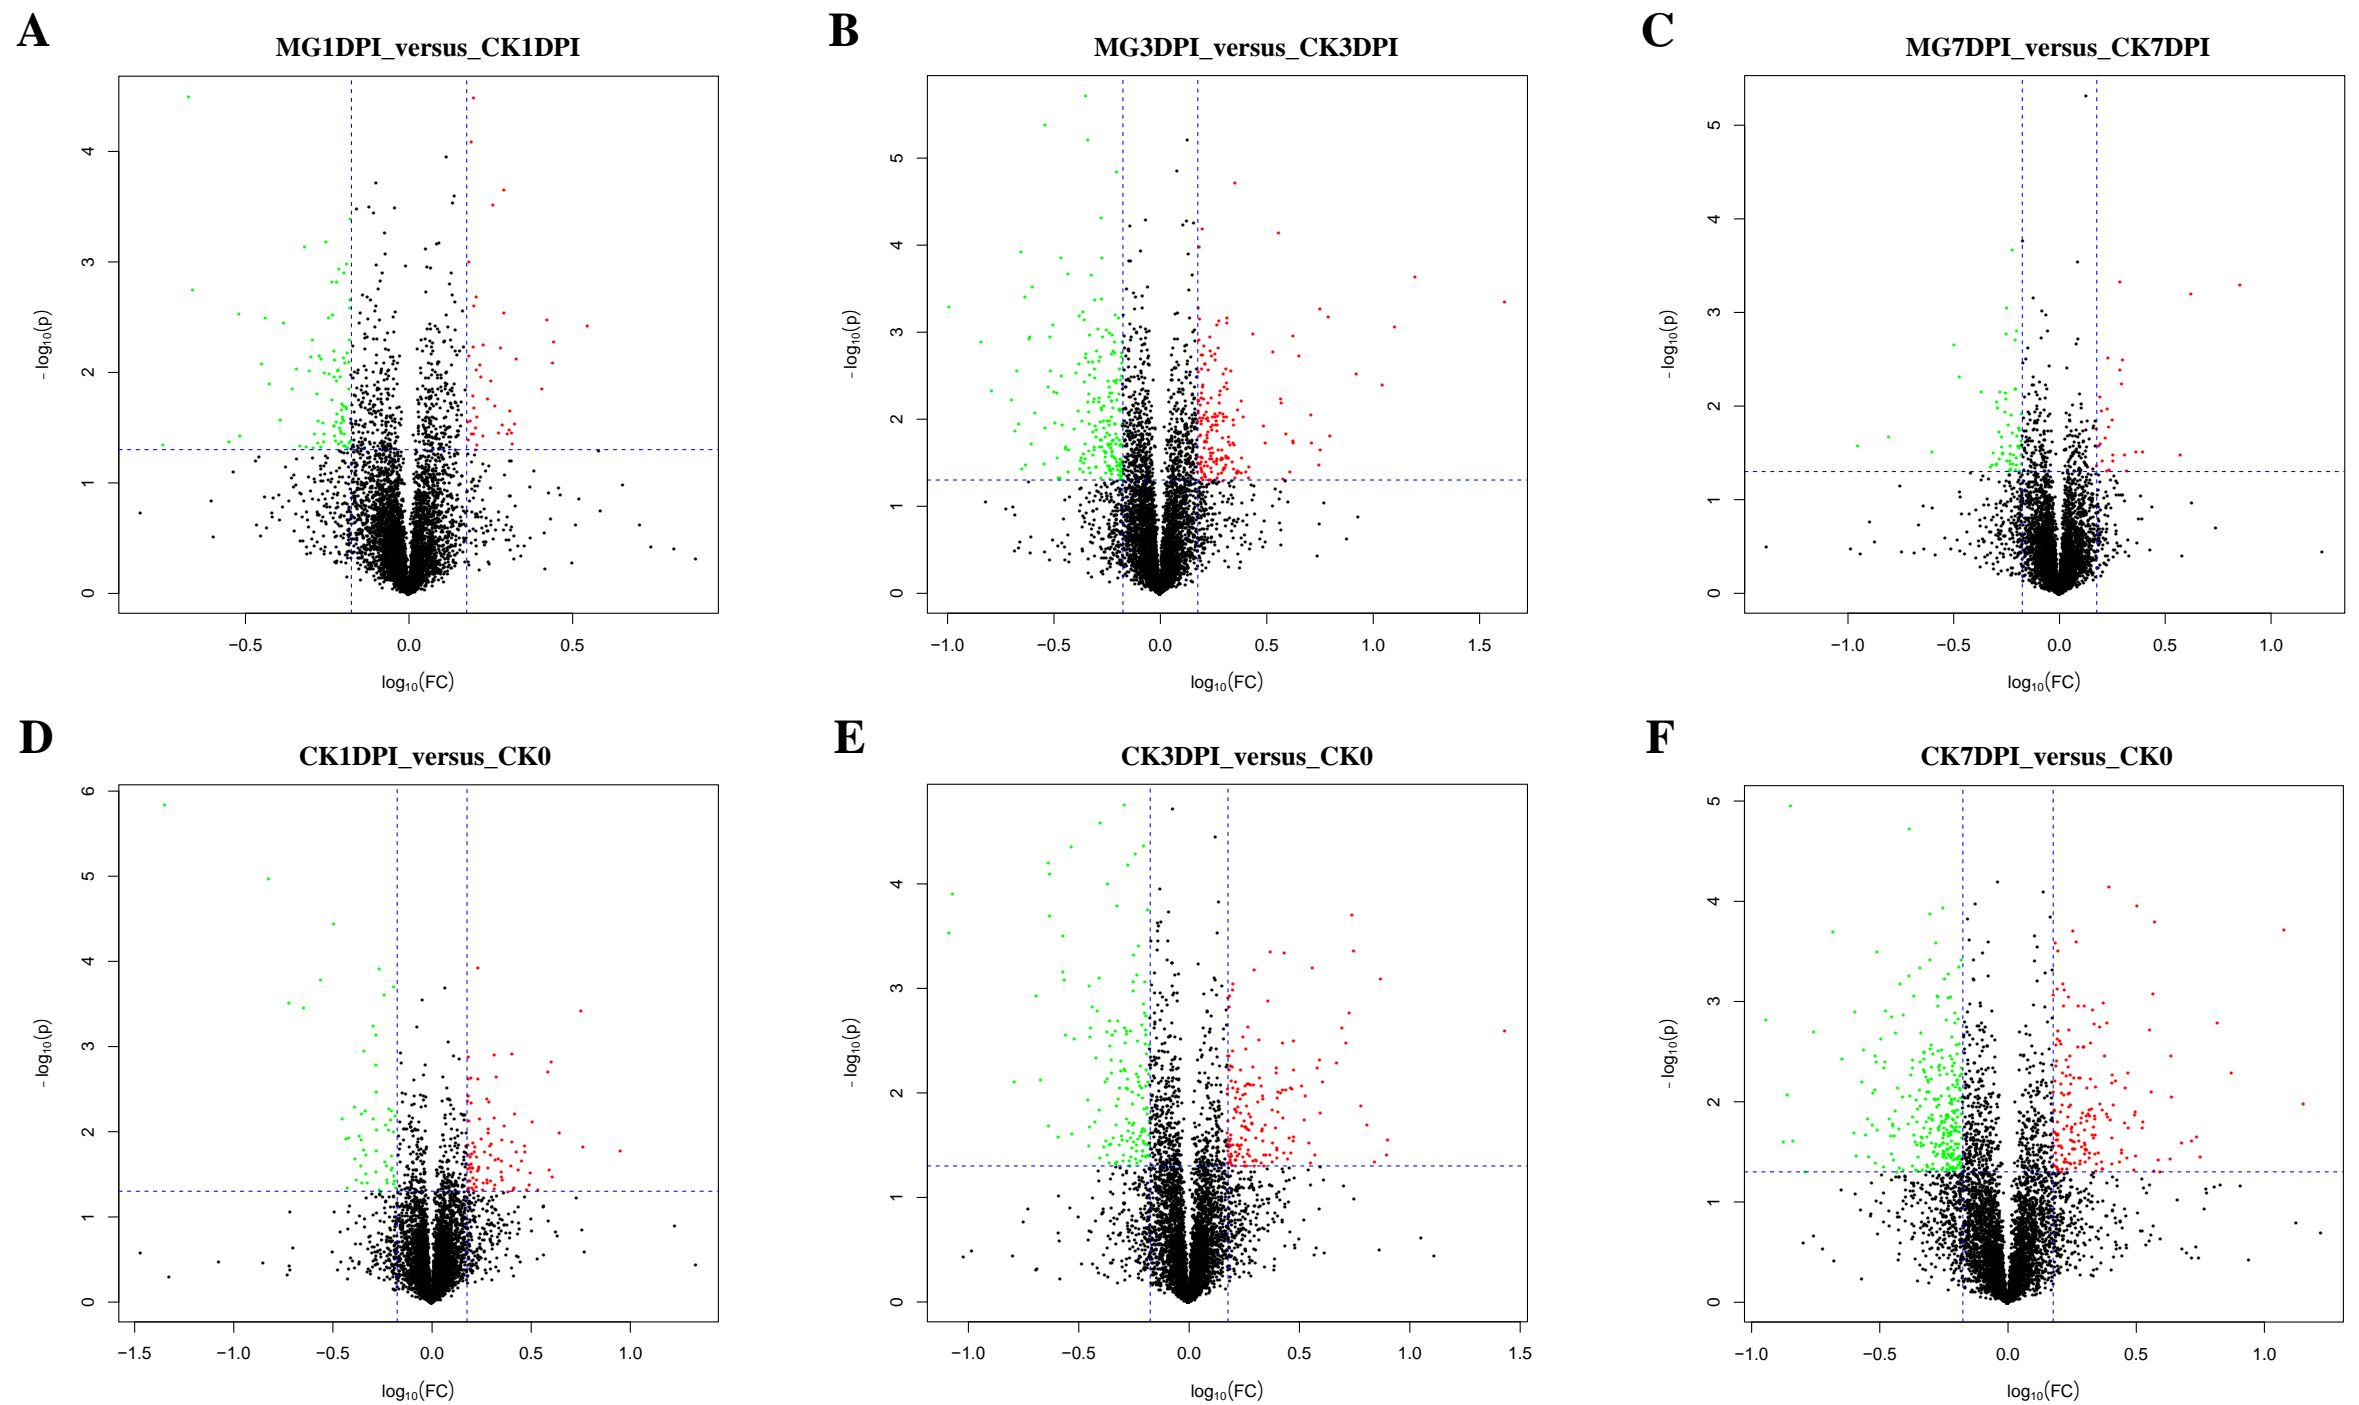 A
MG1DPI_versus_CK1DPI
− log10(p)
0 1 2 3 4
−0.5 0.0 0.5
log10(FC)
B
MG3DPI_versus_CK3DPI
− log10(p)
0 1 2 3 4 5
−1.0 −0.5 0.0 0.5 1.0 1.5
log10(FC)
C
MG7DPI_versus_CK7DPI
− log10(p)
0 1 2 3 4 5
−1.0 −0.5 0.0 0.5 1.0
log10(FC)
D
CK1DPI_versus_CK0
− log10(p)
0 1 2 3 4 5 6
−1.5 −1.0 −0.5 0.0 0.5 1.0
log10(FC)
E
CK3DPI_versus_CK0
− log10(p)
0 1 2 3 4
−1.0 −0.5 0.0 0.5 1.0 1.5
log10(FC)
F
CK7DPI_versus_CK0
− log10(p)
0 1 2 3 4 5
−1.0 −0.5 0.0 0.5 1.0
log10(FC)